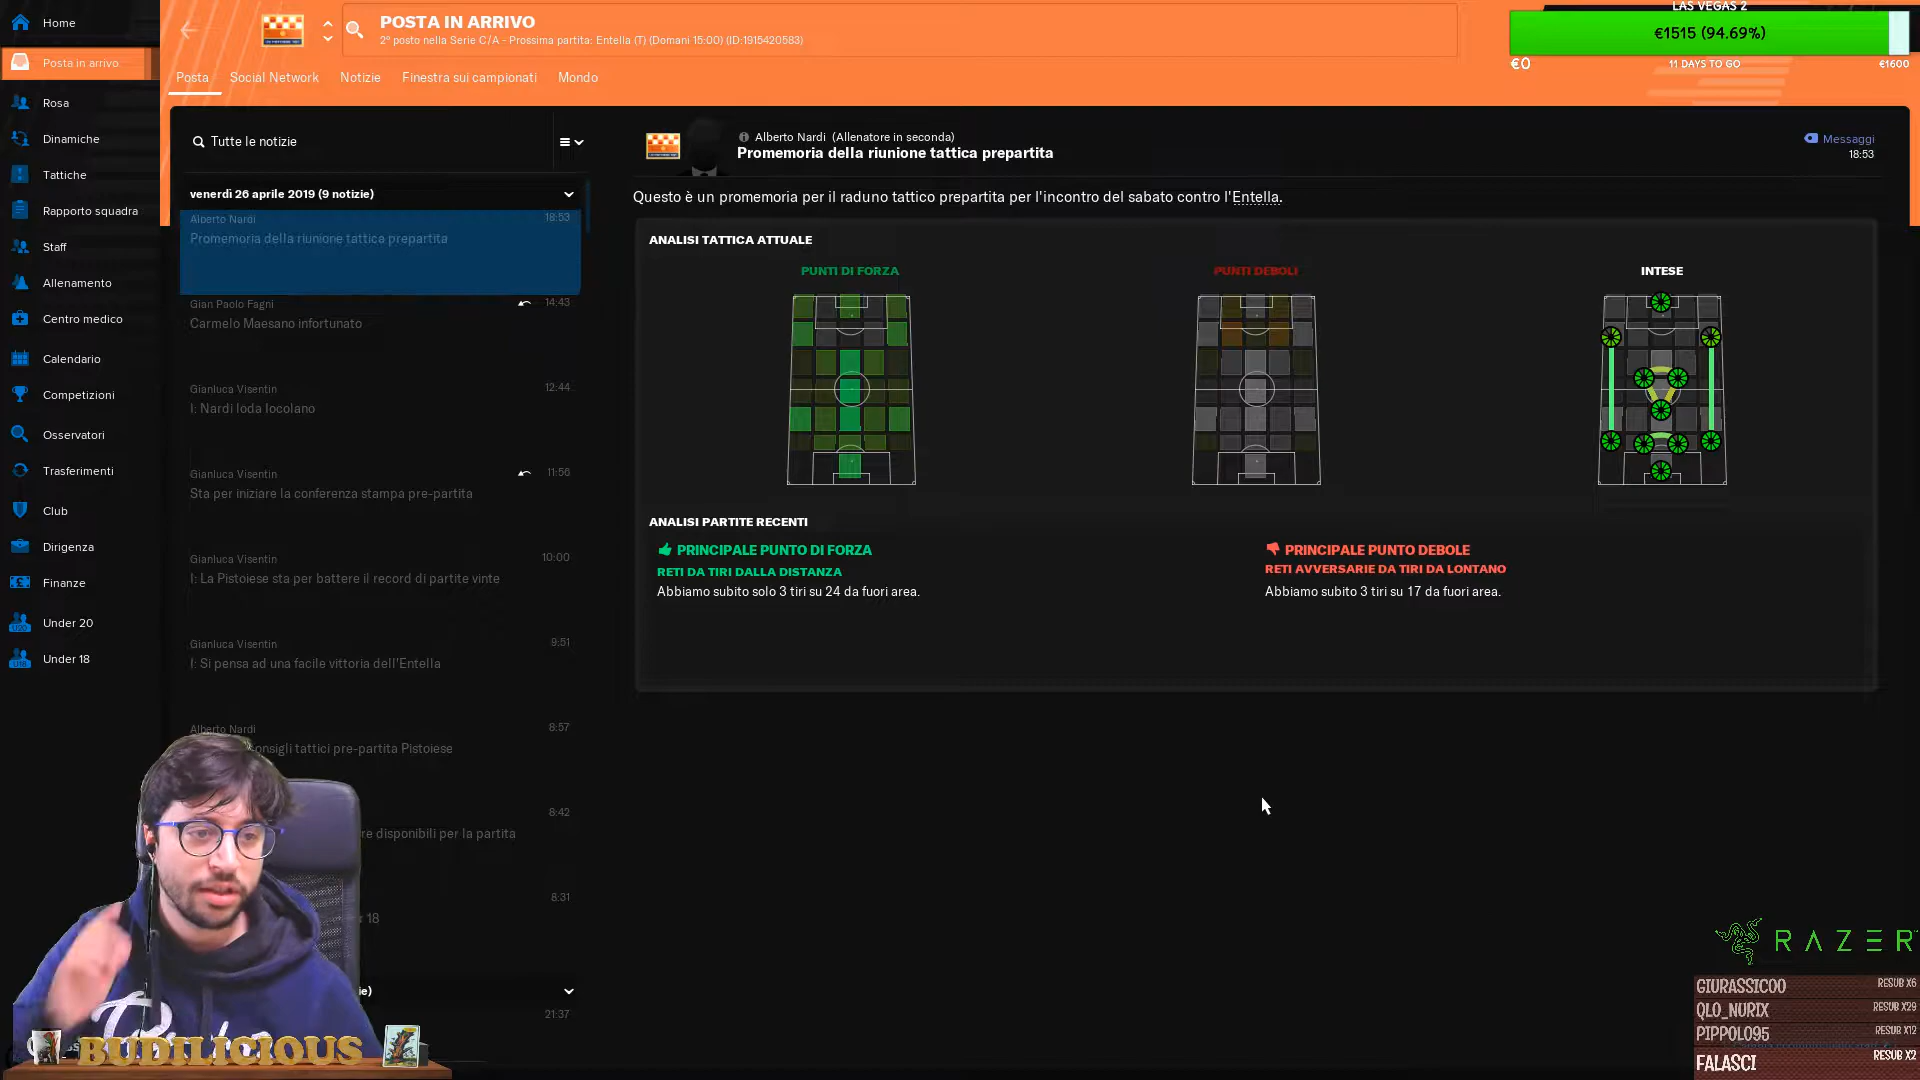 Home
Posta in arrivo
Rosa
Dinamiche
Tattiche
Rapporto squadra
Staff
Allenamento
Centro medico
Calendario
Competizioni
Osservatori
Trasferimenti
Club
Dirigenza
Finanze
Under 20
Under 18
POSTA IN ARRIVO
2° posto nella Serie C/A - Prossima partita: Entella (T) (Domani 15:00) (ID:1915420583)
Posta Social Network Notizie Finestra sui campionati Mondo
LAS VEGAS 2
€1515 (94.69%)
€0 11 DAYS TO GO €1600
Tutte le notizie
venerdì 26 aprile 2019 (9 notizie)
Alberto Nardi 18:53
Promemoria della riunione tattica prepartita
Gian Paolo Fagni 14:43
Carmelo Maesano infortunato
Gianluca Visentin 12:44
I: Nardi loda Iocolano
Gianluca Visentin 11:56
Sta per iniziare la conferenza stampa pre-partita
Gianluca Visentin 10:00
I: La Pistoiese sta per battere il record di partite vinte
Gianluca Visentin 9:51
I: Si pensa ad una facile vittoria dell'Entella
Alberto Nardi 8:57
onsigli tattici pre-partita Pistoiese
8:42
re disponibili per la partita
8:31
18
ie)
21:37
Alberto Nardi (Allenatore in seconda)
Promemoria della riunione tattica prepartita
Messaggi
18:53
Questo è un promemoria per il raduno tattico prepartita per l'incontro del sabato contro l'Entella.
ANALISI TATTICA ATTUALE
PUNTI DI FORZA PUNTI DEBOLI INTESE
ANALISI PARTITE RECENTI
PRINCIPALE PUNTO DI FORZA
RETI DA TIRI DALLA DISTANZA
Abbiamo subito solo 3 tiri su 24 da fuori area.
PRINCIPALE PUNTO DEBOLE
RETI AVVERSARIE DA TIRI DA LONTANO
Abbiamo subito 3 tiri su 17 da fuori area.
BUDILICIOUS
RAZER
GIURASSICOO RESUB X6
QLO_NURIX RESUB X29
PIPPOLO95 RESUB X12
FALASCI RESUB X2